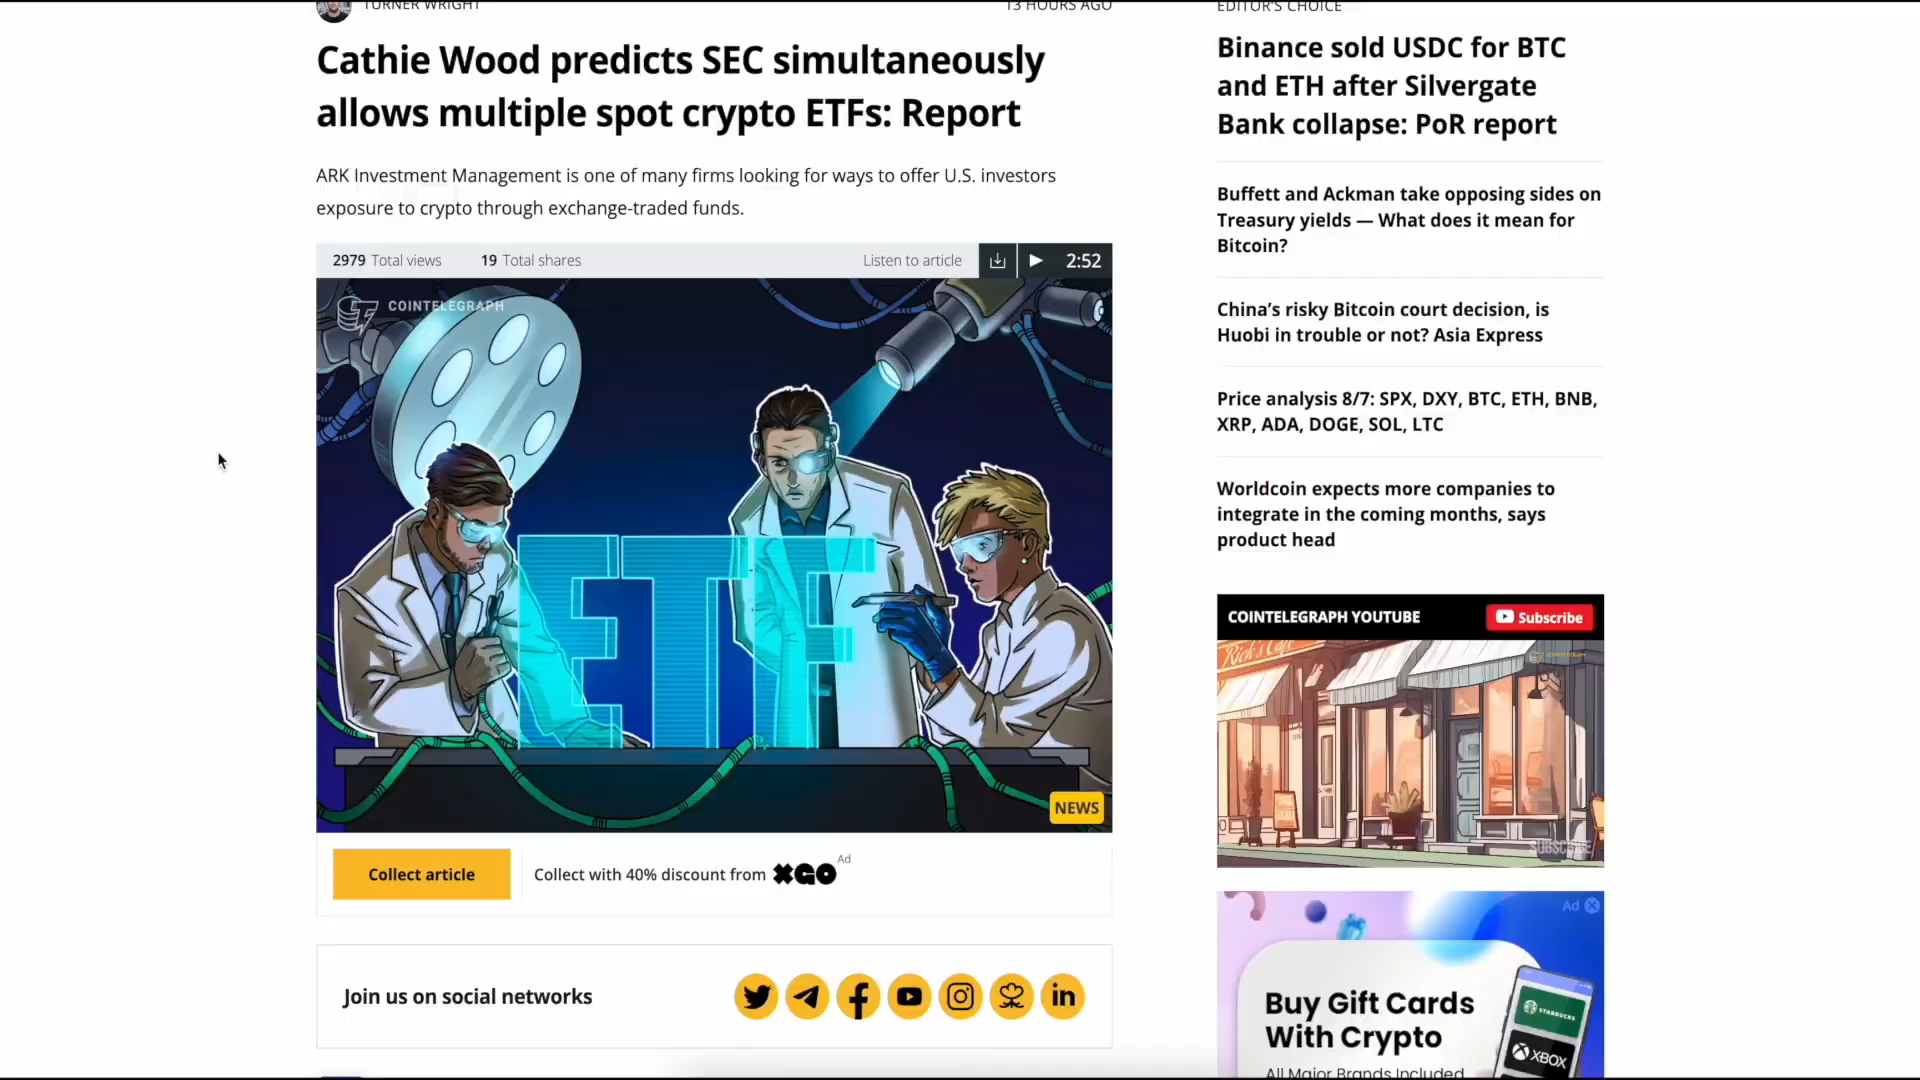 TURNER WRIGHT
13 HOURS AGO
Cathie Wood predicts SEC simultaneously
allows multiple spot crypto ETFs: Report
ARK Investment Management is one of many firms looking for ways to offer U.S. investors
exposure to crypto through exchange-traded funds.
2979 Total views 19 Total shares Listen to article 2:52
COINTELEGRAPH
ETF
NEWS
Collect article
Collect with 40% discount from XGO
Ad
Join us on social networks
EDITOR'S CHOICE
Binance sold USDC for BTC
and ETH after Silvergate
Bank collapse: PoR report
Buffett and Ackman take opposing sides on
Treasury yields — What does it mean for
Bitcoin?
China’s risky Bitcoin court decision, is
Huobi in trouble or not? Asia Express
Price analysis 8/7: SPX, DXY, BTC, ETH, BNB,
XRP, ADA, DOGE, SOL, LTC
Worldcoin expects more companies to
integrate in the coming months, says
product head
COINTELEGRAPH YOUTUBE Subscribe
Rick's Cafe
SUBSCRIBE
Ad
Buy Gift Cards
With Crypto
All Major Brands Included
STARBUCKS
XBOX